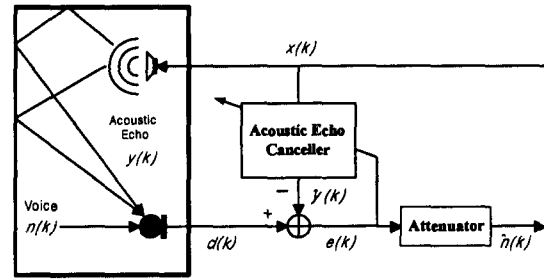 x(k)
Acoustic
Echo
y(k)
Acoustic Echo
Canceller
− ŷ(k)
Voice
n(k)
+
d(k)
e(k)
Attenuator
n̂(k)